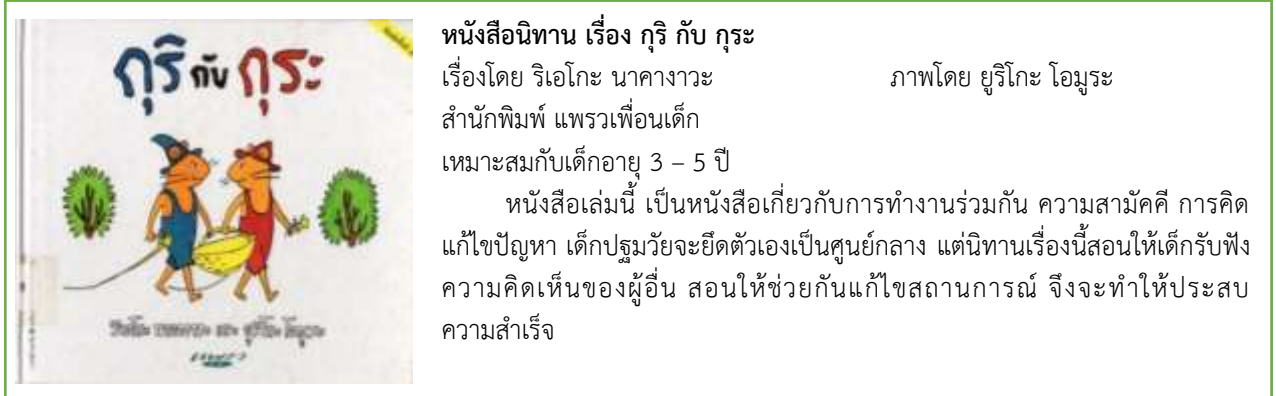 กุริ กับ กุระ
หนังสือนิทาน เรื่อง กุริ กับ กุระ
เรื่องโดย ริเอโกะ นาคางาวะ ภาพโดย ยูริโกะ โอมูระ
สำนักพิมพ์ แพรวเพื่อนเด็ก
เหมาะสมกับเด็กอายุ 3 – 5 ปี
หนังสือเล่มนี้ เป็นหนังสือเกี่ยวกับการทำงานร่วมกัน ความสามัคคี การคิด
แก้ไขปัญหา เด็กปฐมวัยจะยึดตัวเองเป็นศูนย์กลาง แต่นิทานเรื่องนี้สอนให้เด็กรับฟัง
ความคิดเห็นของผู้อื่น สอนให้ช่วยกันแก้ไขสถานการณ์ จึงจะทำให้ประสบ
ความสำเร็จ